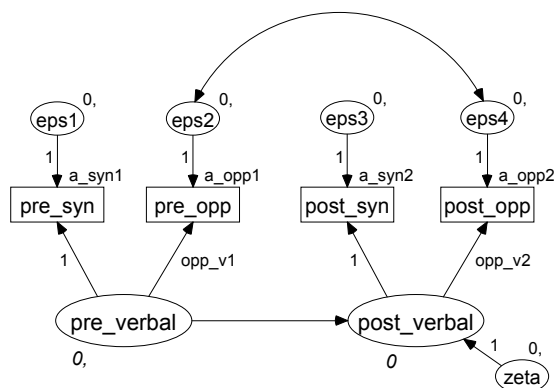 0, 0, 0, 0,
eps1 eps2 eps3 eps4
1 1 1 1
a_syn1 a_opp1 a_syn2 a_opp2
pre_syn pre_opp post_syn post_opp
1 opp_v1 1 opp_v2
pre_verbal post_verbal
0, 0 1 0,
zeta